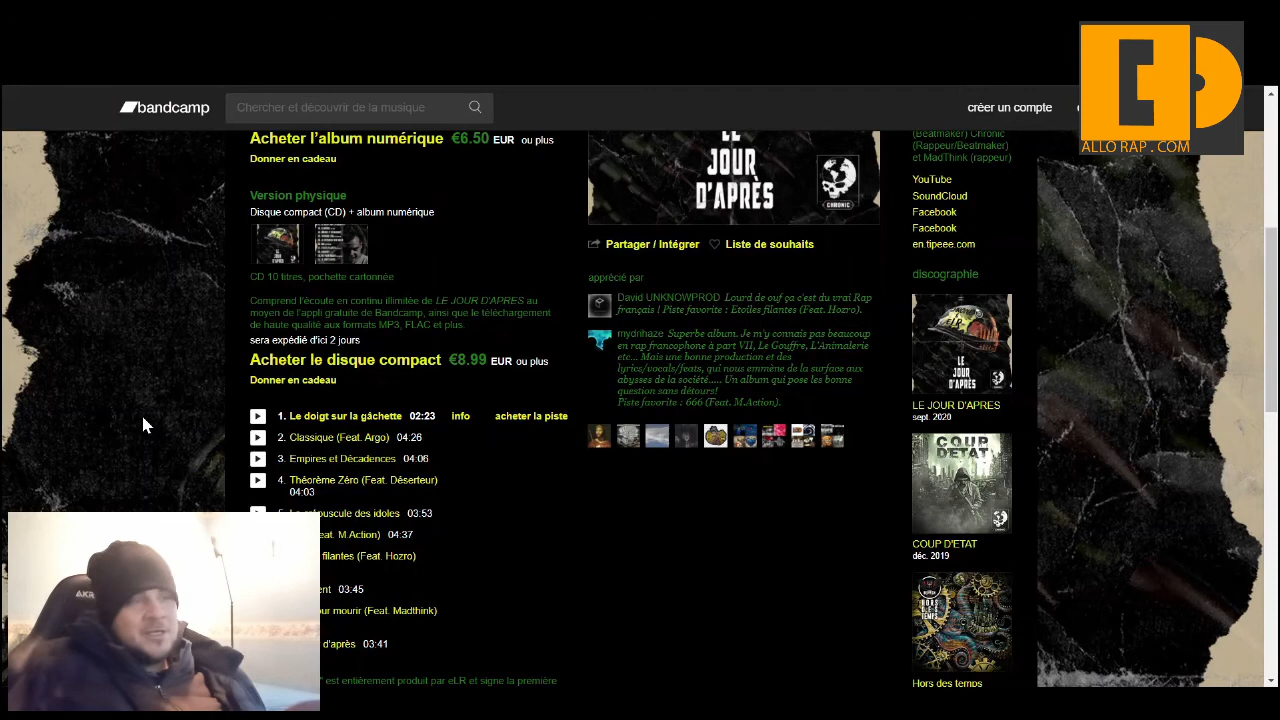 ALLO RAP . COM
bandcamp
Chercher et découvrir de la musique
créer un compte
Acheter l'album numérique €6.50 EUR ou plus
Donner en cadeau
Version physique
Disque compact (CD) + album numérique
CD 10 titres, pochette cartonnée
Comprend l'écoute en continu illimitée de LE JOUR D'APRES au
moyen de l'appli gratuite de Bandcamp, ainsi que le téléchargement
de haute qualité aux formats MP3, FLAC et plus.
sera expédié d'ici 2 jours
Acheter le disque compact €8.99 EUR ou plus
Donner en cadeau
1. Le doigt sur la gâchette 02:23 info acheter la piste
2. Classique (Feat. Argo) 04:26
3. Empires et Décadences 04:06
4. Théorème Zéro (Feat. Déserteur)
04:03
des idoles 03:53
M.Action) 04:37
filantes (Feat. Hozro)
03:45
mourir (Feat. Madthink)
d'après 03:41
est entièrement produit par eLR et signe la première
LE
JOUR
D'APRÈS
CHRONIC
Partager / Intégrer Liste de souhaits
apprécié par
David UNKNOWPROD Lourd de ouf ça c'est du vrai Rap
français ! Piste favorite : Etoiles filantes (Feat. Hozro).
mydrihaze Superbe album. Je m'y connais pas beaucoup
en rap francophone à part VII, Le Gouffre, L'Animalerie
etc... Mais une bonne production et des
lyrics/vocals/feats, qui nous emmène de la surface aux
abysses de la société..... Un album qui pose les bonne
question sans détours!
Piste favorite : 666 (Feat. M.Action).
(Beatmaker) Chronic
(Rappeur/Beatmaker)
et MadThink (rappeur)
YouTube
SoundCloud
Facebook
Facebook
en.tipeee.com
discographie
eLR
LE
JOUR
D'APRÈS
LE JOUR D'APRES
sept. 2020
COUP
D'ETAT
COUP D'ETAT
déc. 2019
HORS DES
TEMPS
Hors des temps
AKR